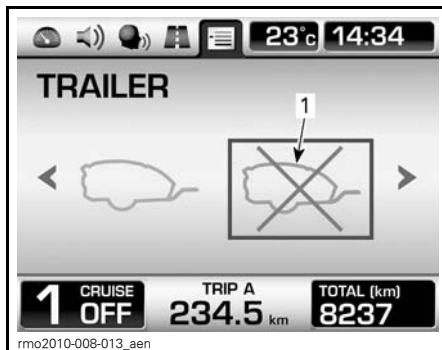 23°c 14:34
TRAILER
1
1 CRUISE OFF TRIP A 234.5 km TOTAL (km) 8237
rmo2010-008-013_aen